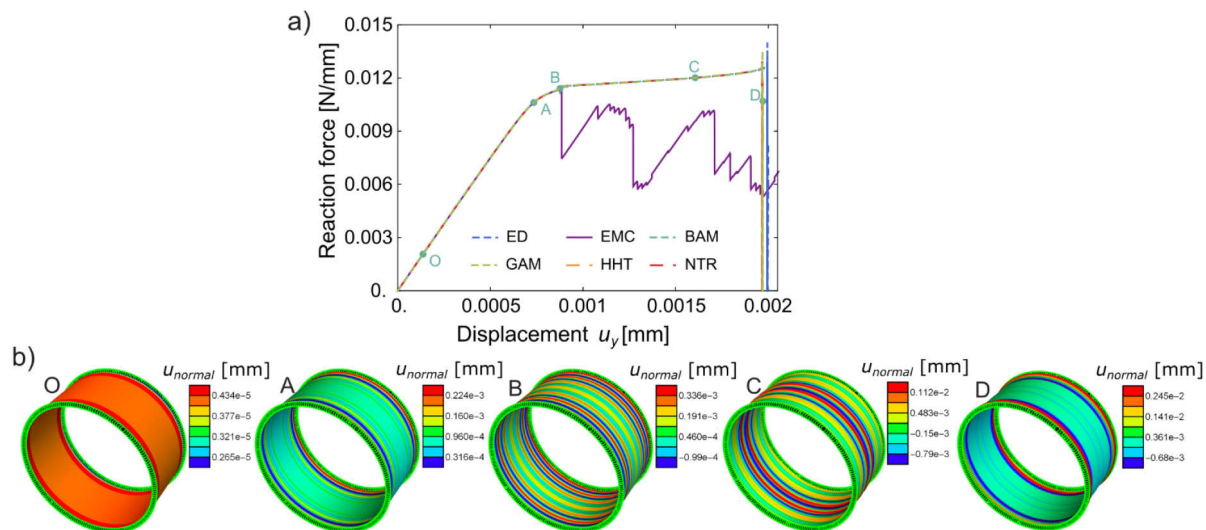 a)
0.015
0.012
0.009
0.006
0.003
0.
Reaction force [N/mm]
B
C
A
D
O
ED
EMC
BAM
GAM
HHT
NTR
0.
0.0005
0.001
0.0015
0.002
Displacement u_y [mm]
b)
O
u_normal [mm]
0.434e-5
0.377e-5
0.321e-5
0.265e-5
A
u_normal [mm]
0.224e-3
0.160e-3
0.960e-4
0.316e-4
B
u_normal [mm]
0.336e-3
0.191e-3
0.460e-4
-0.99e-4
C
u_normal [mm]
0.112e-2
0.483e-3
-0.15e-3
-0.79e-3
D
u_normal [mm]
0.245e-2
0.141e-2
0.361e-3
-0.68e-3